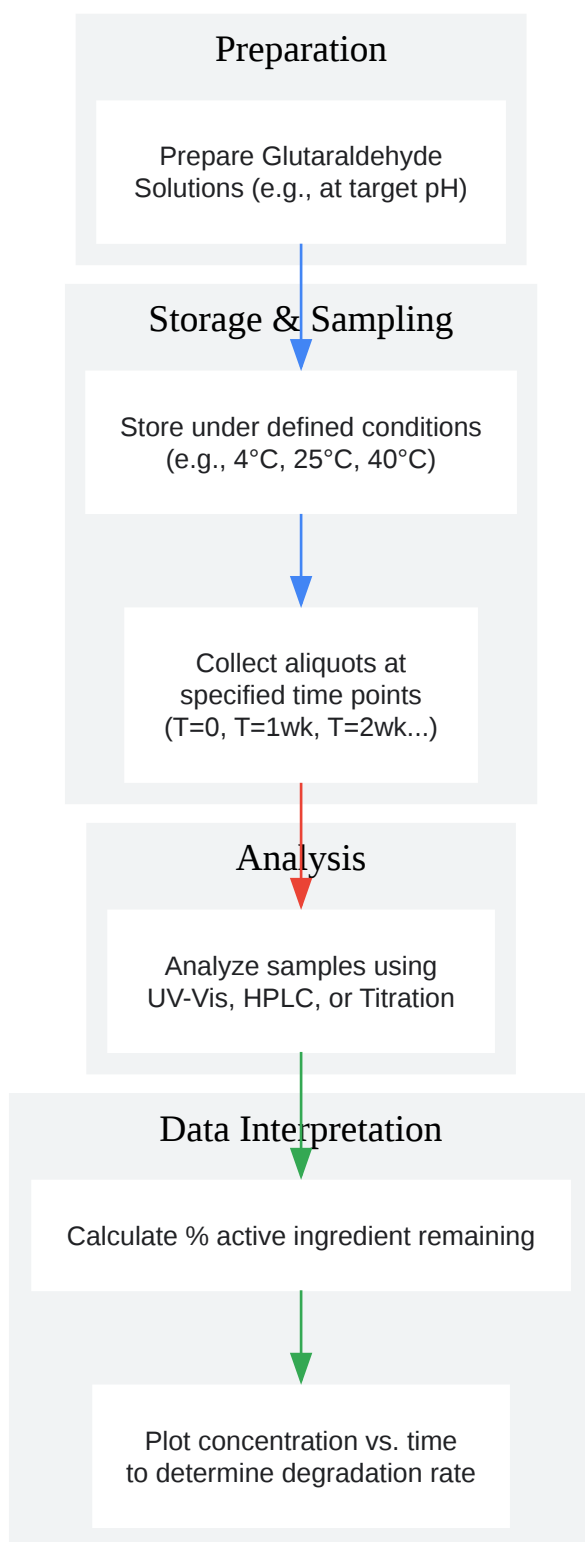 Preparation
Prepare Glutaraldehyde
Solutions (e.g., at target pH)
Storage & Sampling
Store under defined conditions
(e.g., 4°C, 25°C, 40°C)
Collect aliquots at
specified time points
(T=0, T=1wk, T=2wk...)
Analysis
Analyze samples using
UV-Vis, HPLC, or Titration
Data Interpretation
Calculate % active ingredient remaining
Plot concentration vs. time
to determine degradation rate